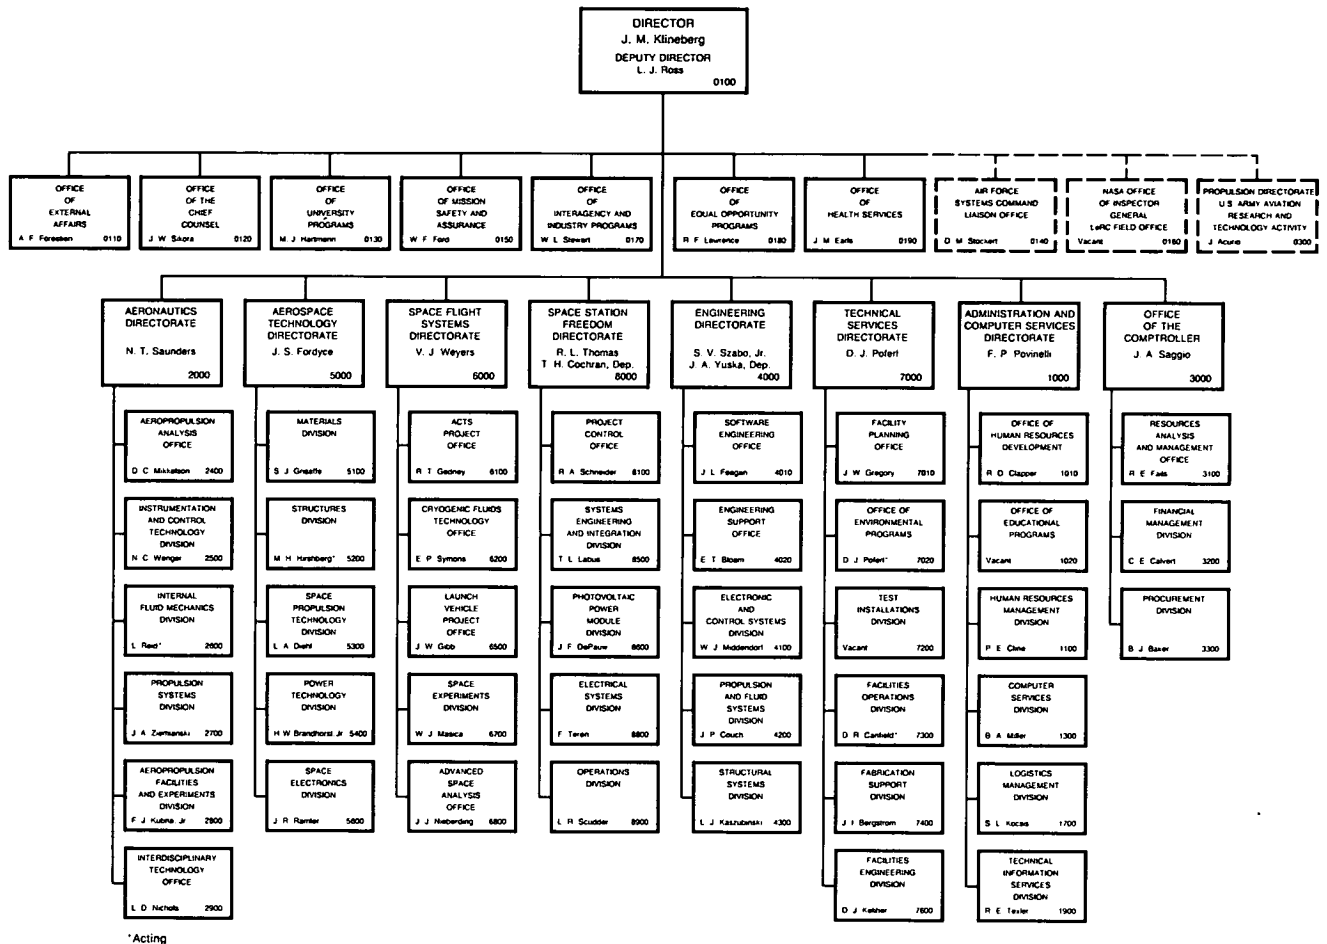 DIRECTOR
J. M. Klineberg
DEPUTY DIRECTOR
L. J. Ross
0100
OFFICE
OF
EXTERNAL
AFFAIRS
A F Forestieri 0110
OFFICE
OF THE
CHIEF
COUNSEL
J W Sikora 0120
OFFICE
OF
UNIVERSITY
PROGRAMS
M. J Hartmann 0130
OFFICE
OF MISSION
SAFETY AND
ASSURANCE
W F Ford 0150
OFFICE
OF
INTERAGENCY AND
INDUSTRY PROGRAMS
W L Stewart 0170
OFFICE
OF
EQUAL OPPORTUNITY
PROGRAMS
R F Lawrence 0180
OFFICE
OF
HEALTH SERVICES
J M Earls 0190
AIR FORCE
SYSTEMS COMMAND
LIAISON OFFICE
D M Stockert 0140
NASA OFFICE
OF INSPECTOR
GENERAL
LeRC FIELD OFFICE
Vacant 0160
PROPULSION DIRECTORATE
U S ARMY AVIATION
RESEARCH AND
TECHNOLOGY ACTIVITY
J Acurio 0300
AERONAUTICS
DIRECTORATE
N. T. Saunders
2000
AEROPROPULSION
ANALYSIS
OFFICE
D C Mikkelson 2400
INSTRUMENTATION
AND CONTROL
TECHNOLOGY
DIVISION
N C Wenger 2500
INTERNAL
FLUID MECHANICS
DIVISION
L Reid* 2600
PROPULSION
SYSTEMS
DIVISION
J A Ziemianski 2700
AEROPROPULSION
FACILITIES
AND EXPERIMENTS
DIVISION
F J Kutina Jr 2800
INTERDISCIPLINARY
TECHNOLOGY
OFFICE
L D Nichols 2900
AEROSPACE
TECHNOLOGY
DIRECTORATE
J. S. Fordyce
5000
MATERIALS
DIVISION
S J Grisaffe 5100
STRUCTURES
DIVISION
M H Hirshberg* 5200
SPACE
PROPULSION
TECHNOLOGY
DIVISION
L A Diehl 5300
POWER
TECHNOLOGY
DIVISION
H W Brandhorst Jr 5400
SPACE
ELECTRONICS
DIVISION
J R Ramler 5600
SPACE FLIGHT
SYSTEMS
DIRECTORATE
V. J Weyers
6000
ACTS
PROJECT
OFFICE
R T Gedney 6100
CRYOGENIC FLUIDS
TECHNOLOGY
OFFICE
E P Symons 6200
LAUNCH
VEHICLE
PROJECT
OFFICE
J W Gibb 6500
SPACE
EXPERIMENTS
DIVISION
W J Masica 6700
ADVANCED
SPACE
ANALYSIS
OFFICE
J J Nieberding 6800
SPACE STATION
FREEDOM
DIRECTORATE
R. L. Thomas
T H. Cochran, Dep.
8000
PROJECT
CONTROL
OFFICE
R A Schneider 8100
SYSTEMS
ENGINEERING
AND INTEGRATION
DIVISION
T L Labus 8500
PHOTOVOLTAIC
POWER
MODULE
DIVISION
J F DePauw 8600
ELECTRICAL
SYSTEMS
DIVISION
F Teren 8800
OPERATIONS
DIVISION
L R Scudder 8900
ENGINEERING
DIRECTORATE
S. V. Szabo, Jr.
J. A. Yuska, Dep.
4000
SOFTWARE
ENGINEERING
OFFICE
J L Feagan 4010
ENGINEERING
SUPPORT
OFFICE
E T Bloam 4020
ELECTRONIC
AND
CONTROL SYSTEMS
DIVISION
W J Middendorf 4100
PROPULSION
AND FLUID
SYSTEMS
DIVISION
J P Couch 4200
STRUCTURAL
SYSTEMS
DIVISION
L J Kaszubinski 4300
TECHNICAL
SERVICES
DIRECTORATE
D. J. Poferl
7000
FACILITY
PLANNING
OFFICE
J W Gregory 7010
OFFICE OF
ENVIRONMENTAL
PROGRAMS
D J Poferl* 7020
TEST
INSTALLATIONS
DIVISION
Vacant 7200
FACILITIES
OPERATIONS
DIVISION
D R Canfield* 7300
FABRICATION
SUPPORT
DIVISION
J I Bergstrom 7400
FACILITIES
ENGINEERING
DIVISION
D J Keliher 7600
ADMINISTRATION AND
COMPUTER SERVICES
DIRECTORATE
F. P Povinelli
1000
OFFICE OF
HUMAN RESOURCES
DEVELOPMENT
R D Clapper 1010
OFFICE OF
EDUCATIONAL
PROGRAMS
Vacant 1020
HUMAN RESOURCES
MANAGEMENT
DIVISION
P E Cline 1100
COMPUTER
SERVICES
DIVISION
B A Miller 1300
LOGISTICS
MANAGEMENT
DIVISION
S L Kocais 1700
TECHNICAL
INFORMATION
SERVICES
DIVISION
R E Texler 1900
OFFICE
OF THE
COMPTROLLER
J. A Saggio
3000
RESOURCES
ANALYSIS
AND MANAGEMENT
OFFICE
R E Fails 3100
FINANCIAL
MANAGEMENT
DIVISION
C E Calvert 3200
PROCUREMENT
DIVISION
B J Baker 3300
*Acting